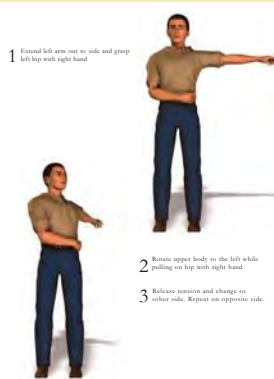 1 Extend left arm out to side and grasp
left hip with right hand
2 Rotate upper body to the left while
pulling on hip with right hand
3 Release tension and change to
other side. Repeat on opposite side.